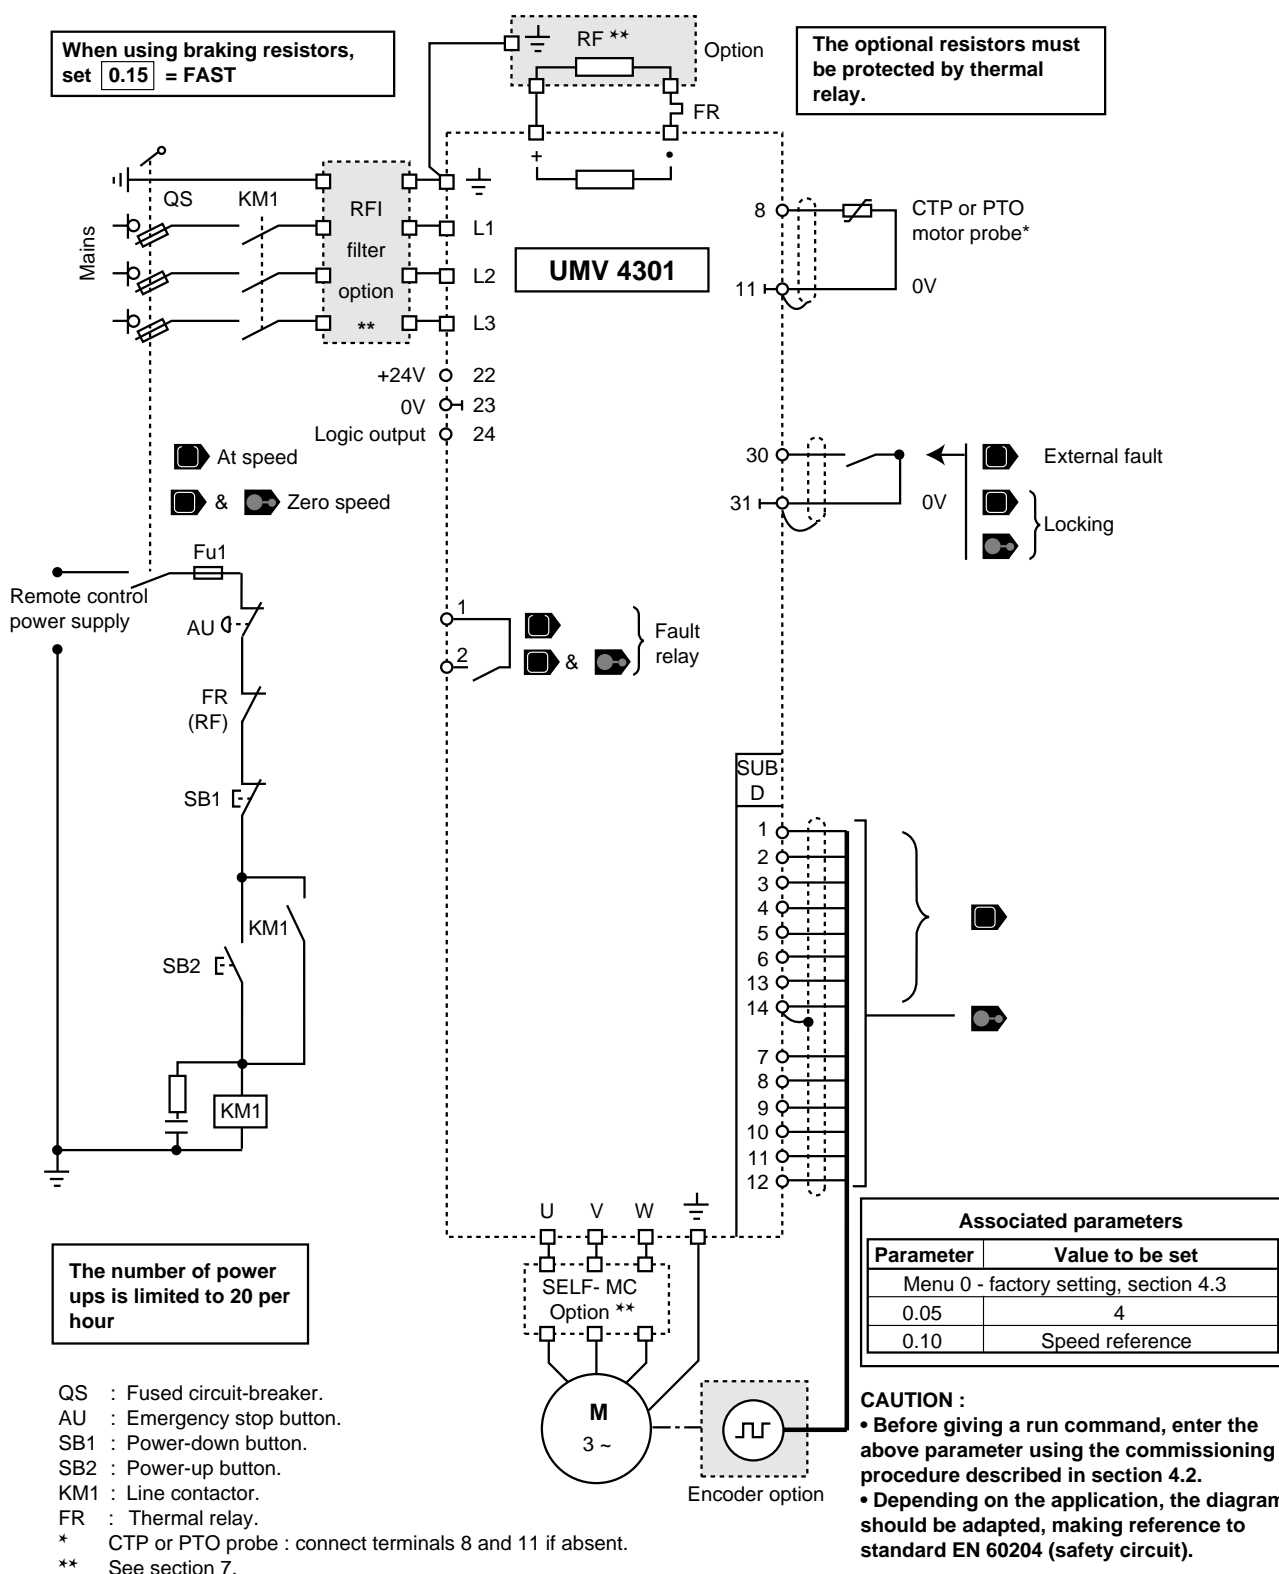 When using braking resistors,
set 0.15 = FAST
RF **
Option
FR
The optional resistors must
be protected by thermal
relay.
+
Mains
QS
KM1
RFI
filter
option
**
L1
L2
L3
UMV 4301
8
CTP or PTO
motor probe*
11
0V
+24V
22
0V
23
Logic output
24
At speed
& Zero speed
30
External fault
31
0V
Locking
Fu1
Remote control
power supply
AU
1
2
&
Fault
relay
FR
(RF)
SB1
KM1
SB2
KM1
SUB
D
1
2
3
4
5
6
13
14
7
8
9
10
11
12
U
V
W
SELF- MC
Option **
M
3 ~
Encoder option
The number of power
ups is limited to 20 per
hour
Associated parameters
Parameter Value to be set
Menu 0 - factory setting, section 4.3
0.05 4
0.10 Speed reference
QS : Fused circuit-breaker.
AU : Emergency stop button.
SB1 : Power-down button.
SB2 : Power-up button.
KM1 : Line contactor.
FR : Thermal relay.
* CTP or PTO probe : connect terminals 8 and 11 if absent.
** See section 7.
CAUTION :
• Before giving a run command, enter the
above parameter using the commissioning
procedure described in section 4.2.
• Depending on the application, the diagram
should be adapted, making reference to
standard EN 60204 (safety circuit).